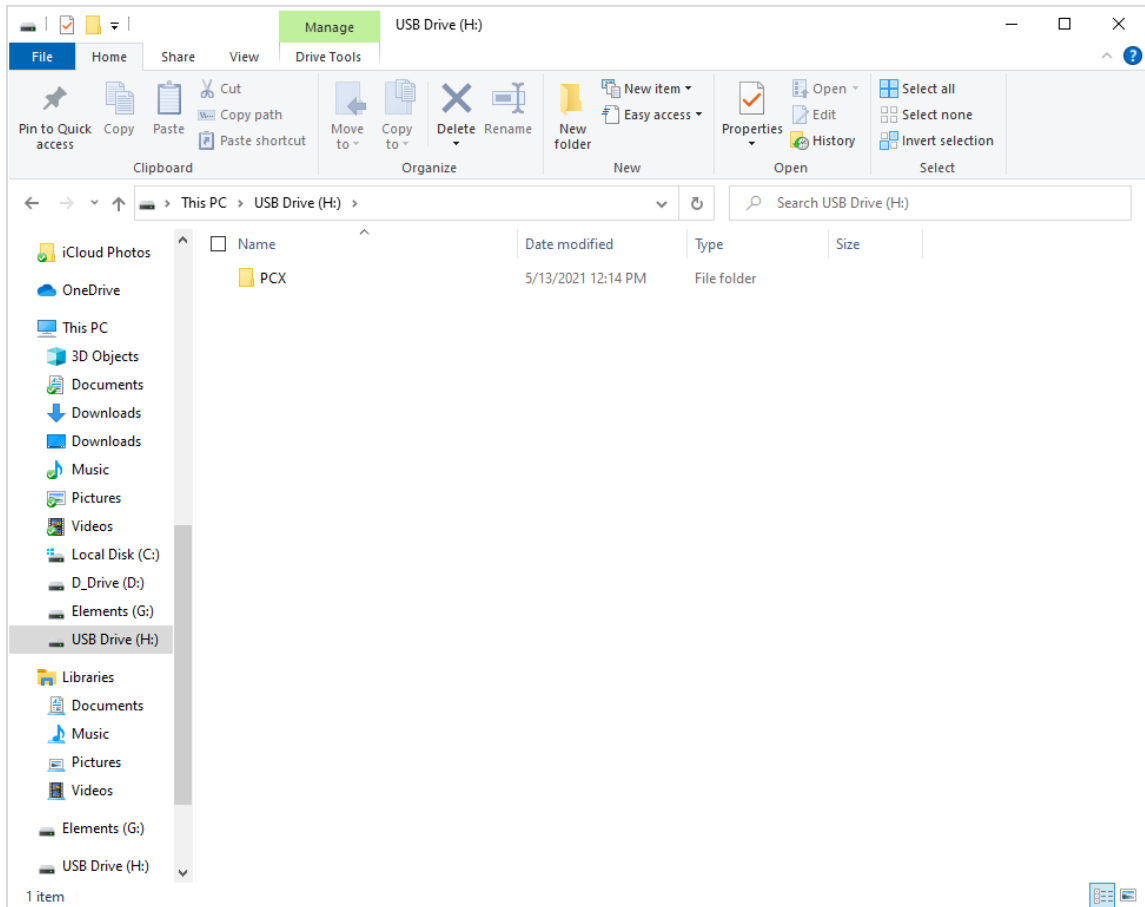 Manage USB Drive (H:)
File Home Share View Drive Tools
Pin to Quick access
Copy
Paste
Cut
Copy path
Paste shortcut
Clipboard
Move to
Copy to
Delete
Rename
Organize
New folder
New item
Easy access
New
Properties
Open
Edit
History
Open
Select all
Select none
Invert selection
Select
This PC > USB Drive (H:) >
Search USB Drive (H:)
Name Date modified Type Size
PCX 5/13/2021 12:14 PM File folder
iCloud Photos
OneDrive
This PC
3D Objects
Documents
Downloads
Downloads
Music
Pictures
Videos
Local Disk (C:)
D_Drive (D:)
Elements (G:)
USB Drive (H:)
Libraries
Documents
Music
Pictures
Videos
Elements (G:)
USB Drive (H:)
1 item